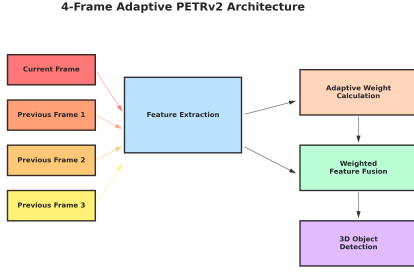 4-Frame Adaptive PETRv2 Architecture
Current Frame
Previous Frame 1
Previous Frame 2
Previous Frame 3
Feature Extraction
Adaptive Weight
Calculation
Weighted
Feature Fusion
3D Object
Detection